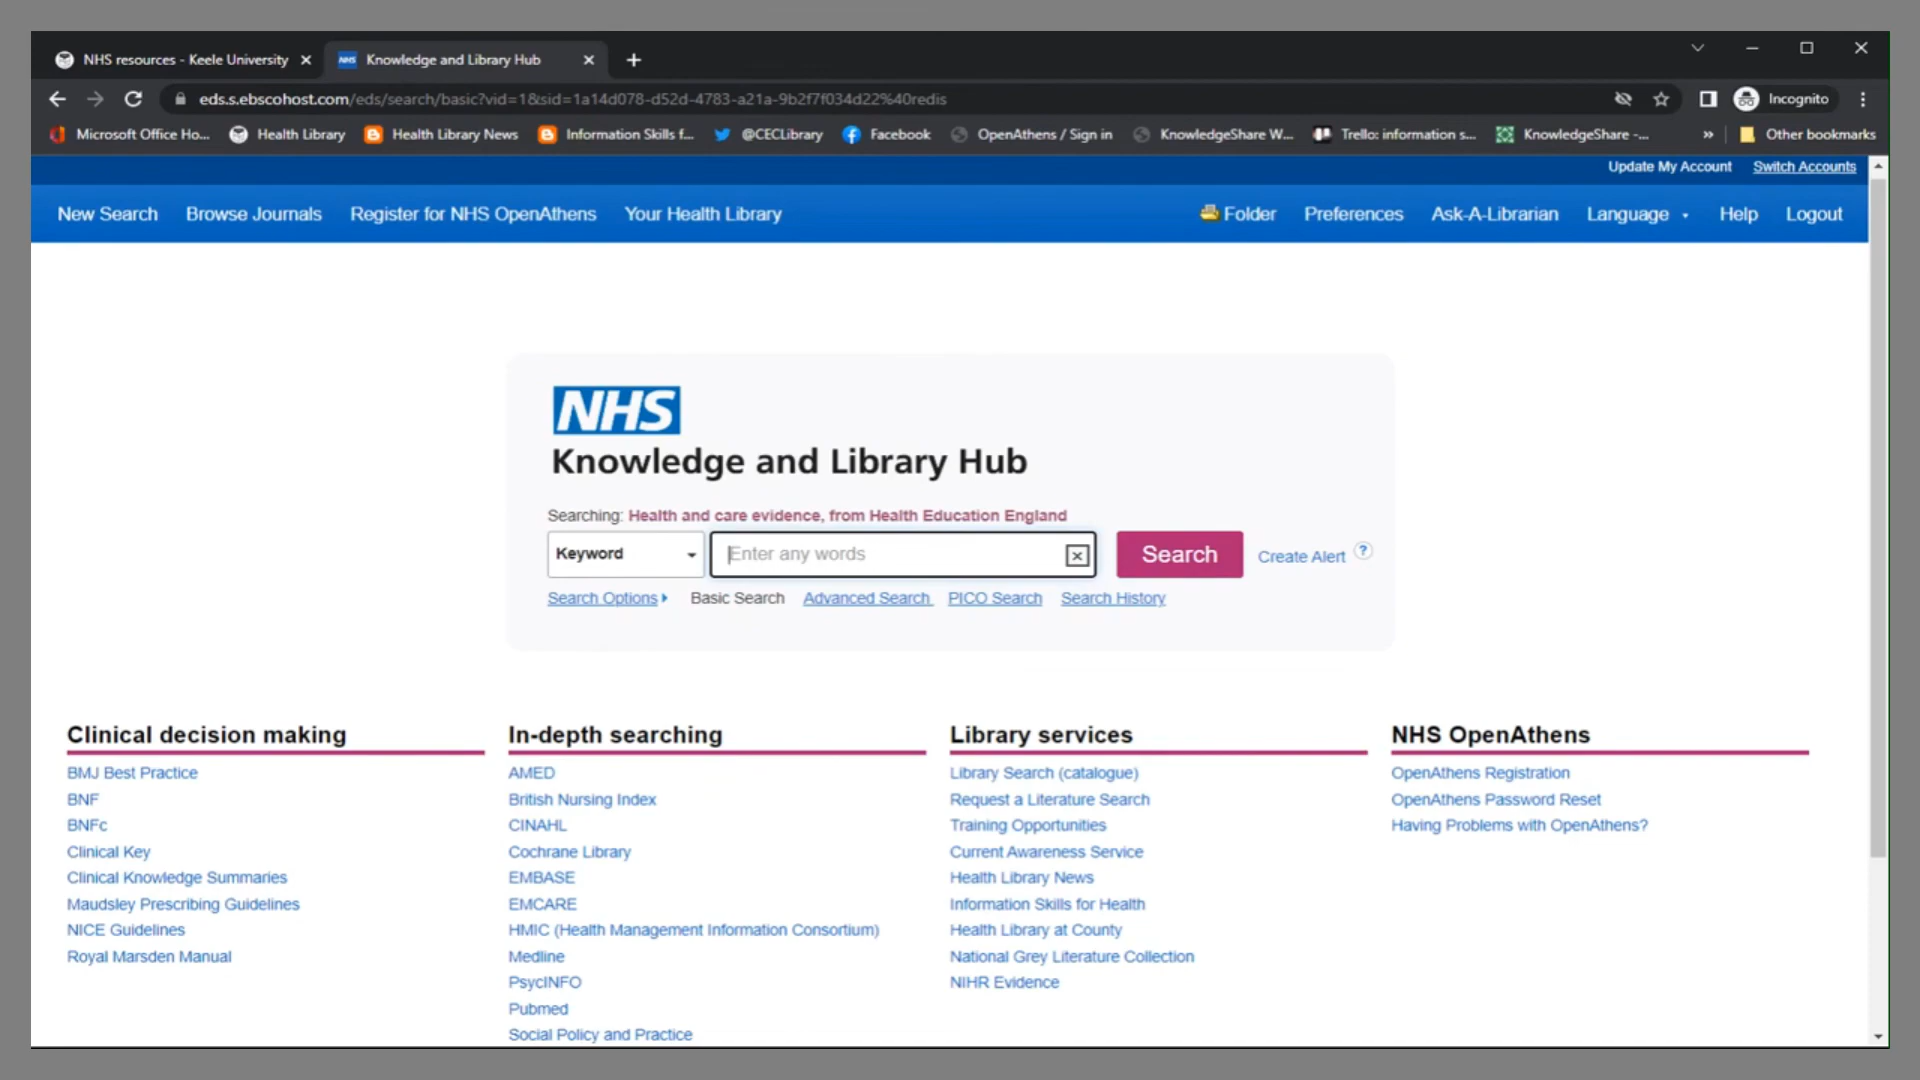 NHS resources - Keele University
NHS Knowledge and Library Hub
eds.s.ebscohost.com/eds/search/basic?vid=1&sid=1a14d078-d52d-4783-a21a-9b2f7f034d22%40redis
Incognito
Microsoft Office Ho... Health Library Health Library News Information Skills f... @CECLibrary Facebook OpenAthens / Sign in KnowledgeShare W... Trello: information s... KnowledgeShare -... » Other bookmarks
Update My Account Switch Accounts
New Search Browse Journals Register for NHS OpenAthens Your Health Library Folder Preferences Ask-A-Librarian Language Help Logout
NHS
Knowledge and Library Hub
Searching: Health and care evidence, from Health Education England
Keyword Enter any words Search Create Alert ?
Search Options Basic Search Advanced Search PICO Search Search History
Clinical decision making
BMJ Best Practice
BNF
BNFc
Clinical Key
Clinical Knowledge Summaries
Maudsley Prescribing Guidelines
NICE Guidelines
Royal Marsden Manual
In-depth searching
AMED
British Nursing Index
CINAHL
Cochrane Library
EMBASE
EMCARE
HMIC (Health Management Information Consortium)
Medline
PsycINFO
Pubmed
Social Policy and Practice
Library services
Library Search (catalogue)
Request a Literature Search
Training Opportunities
Current Awareness Service
Health Library News
Information Skills for Health
Health Library at County
National Grey Literature Collection
NIHR Evidence
NHS OpenAthens
OpenAthens Registration
OpenAthens Password Reset
Having Problems with OpenAthens?